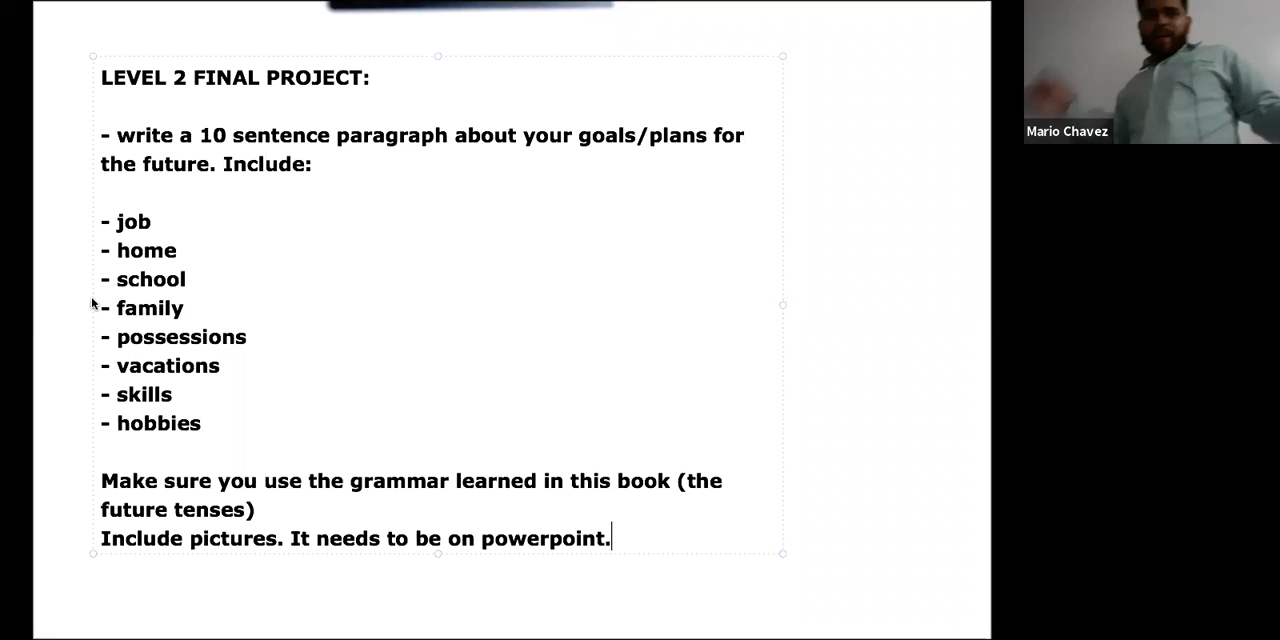 LEVEL 2 FINAL PROJECT:
- write a 10 sentence paragraph about your goals/plans for
the future. Include:
- job
- home
- school
- family
- possessions
- vacations
- skills
- hobbies
Make sure you use the grammar learned in this book (the
future tenses)
Include pictures. It needs to be on powerpoint.
Mario Chavez